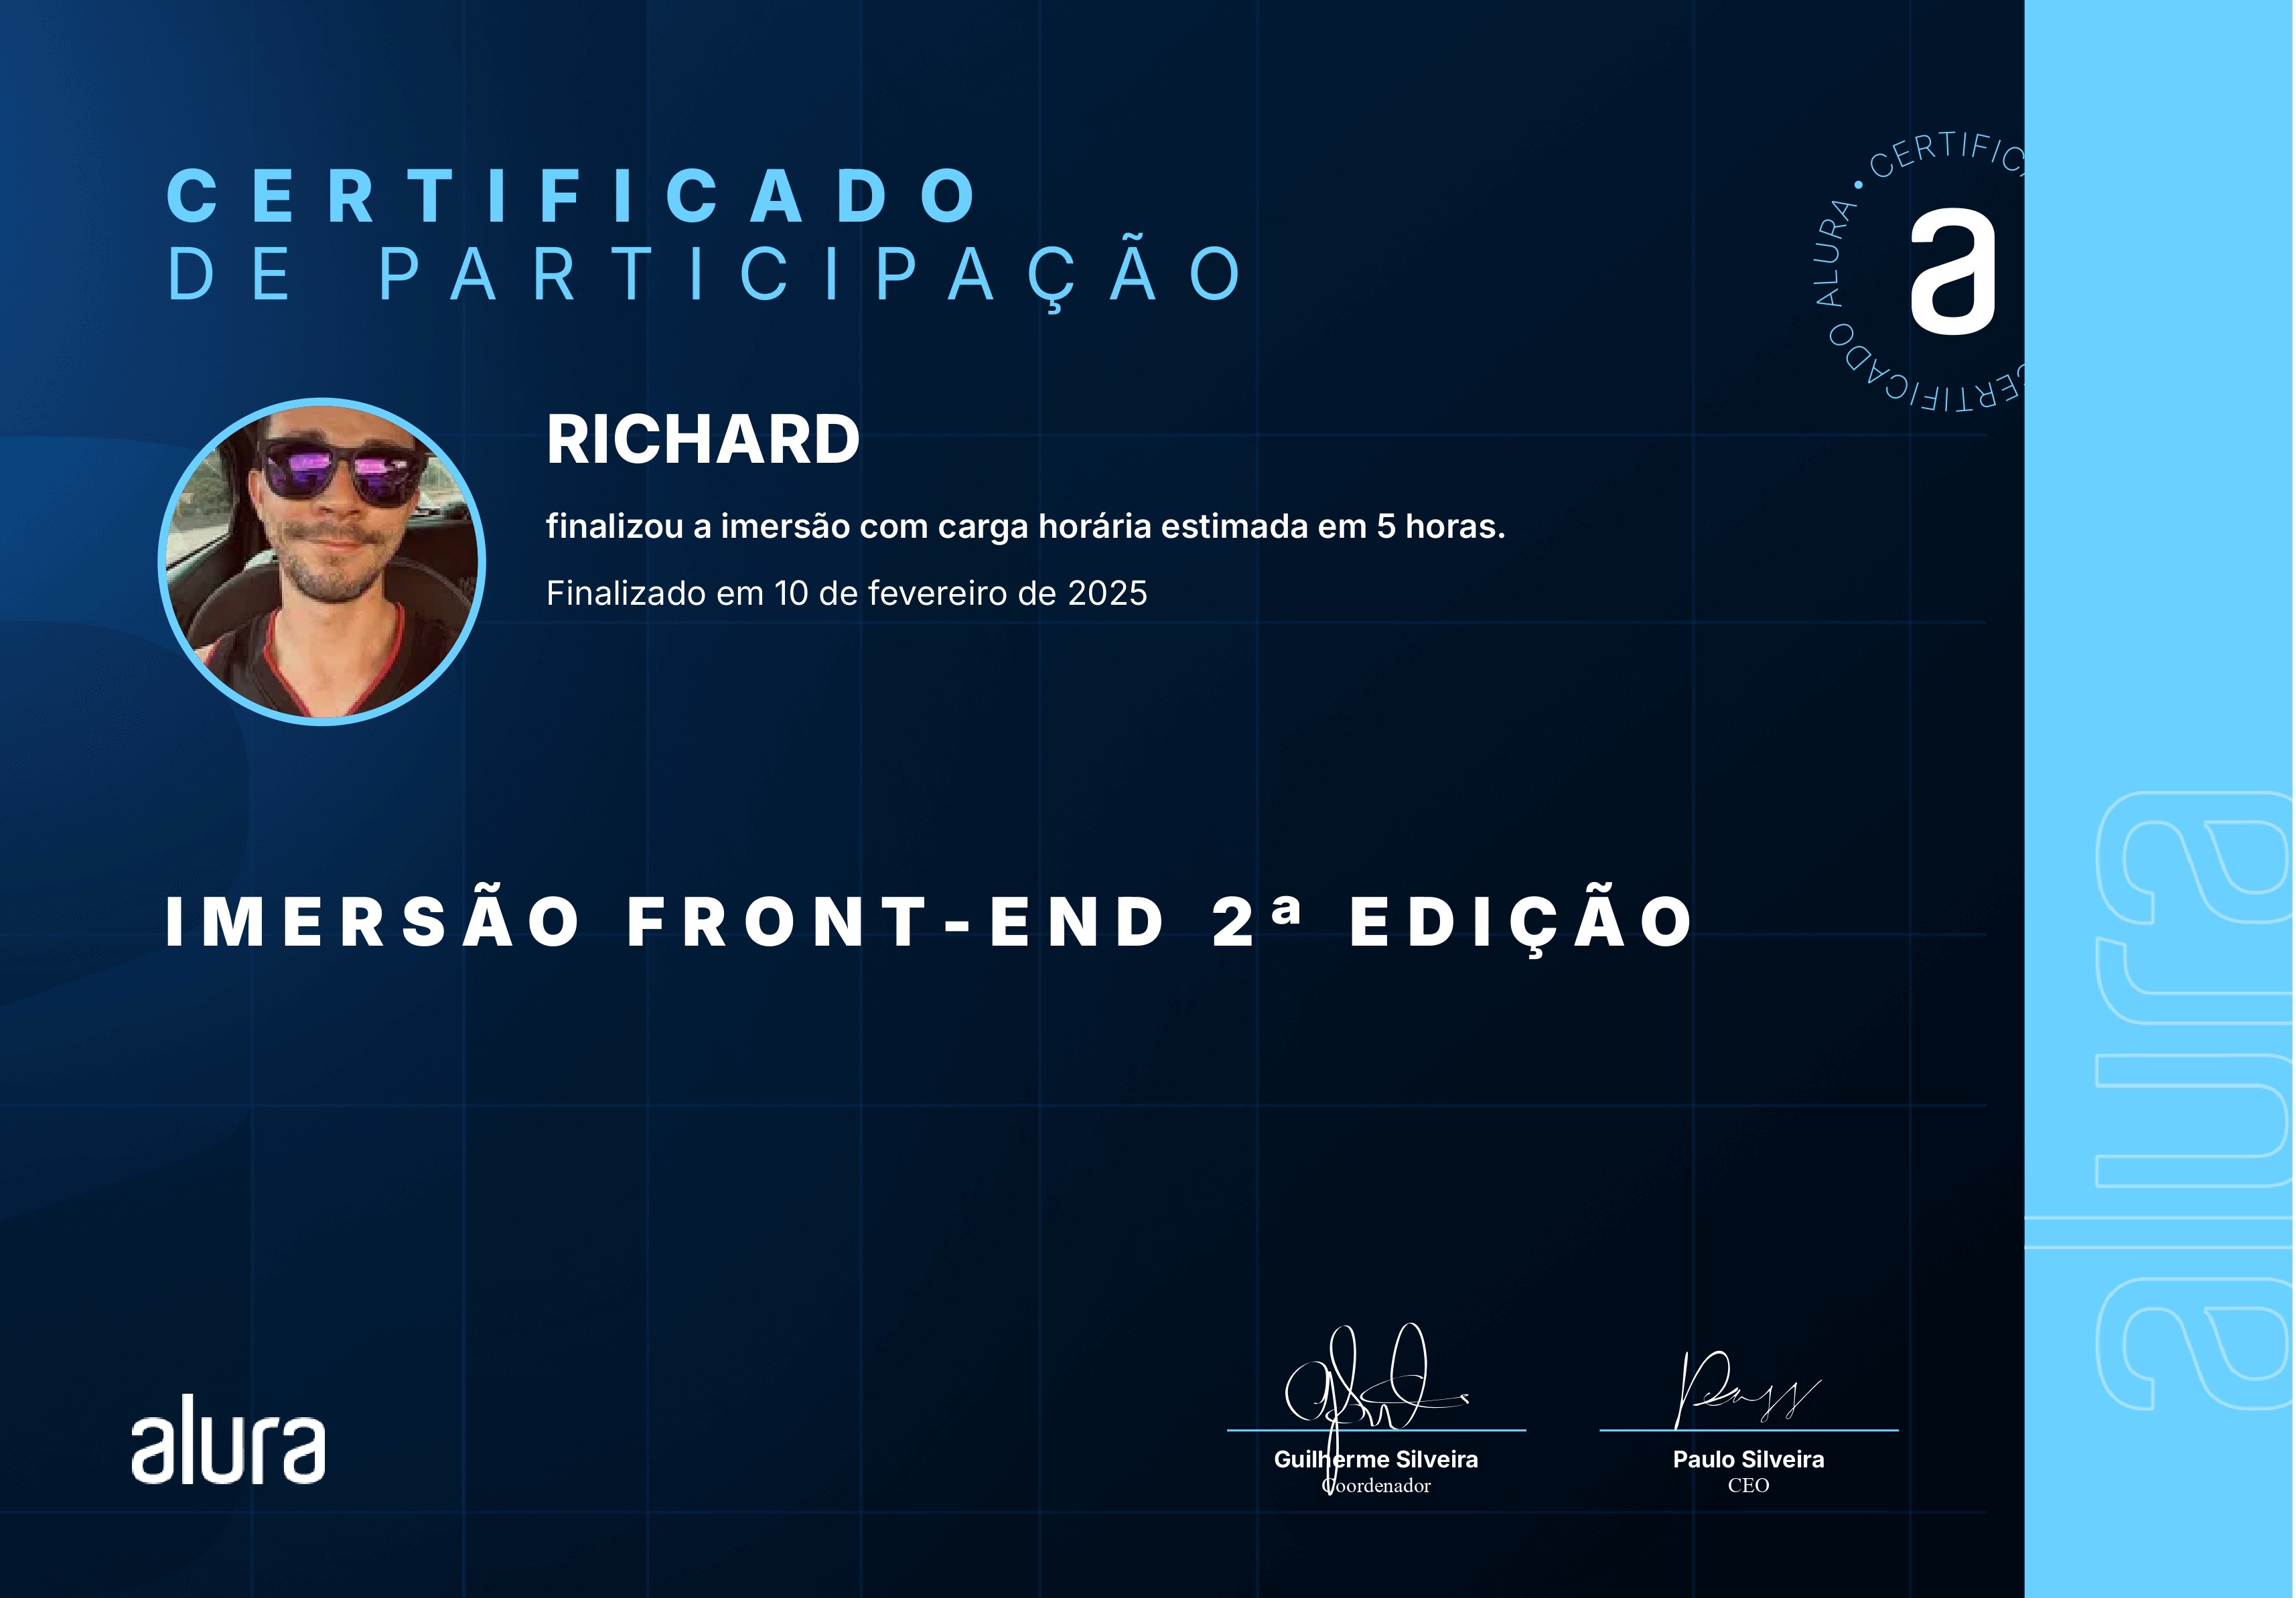 CERTIFICADO
DE PARTICIPAÇÃO
CERTIFICADO ALURA • CERTIFIC
a
RICHARD
finalizou a imersão com carga horária estimada em 5 horas.
Finalizado em 10 de fevereiro de 2025
IMERSÃO FRONT-END 2ª EDIÇÃO
alura
Guilherme Silveira
Coordenador
Paulo Silveira
CEO
alura